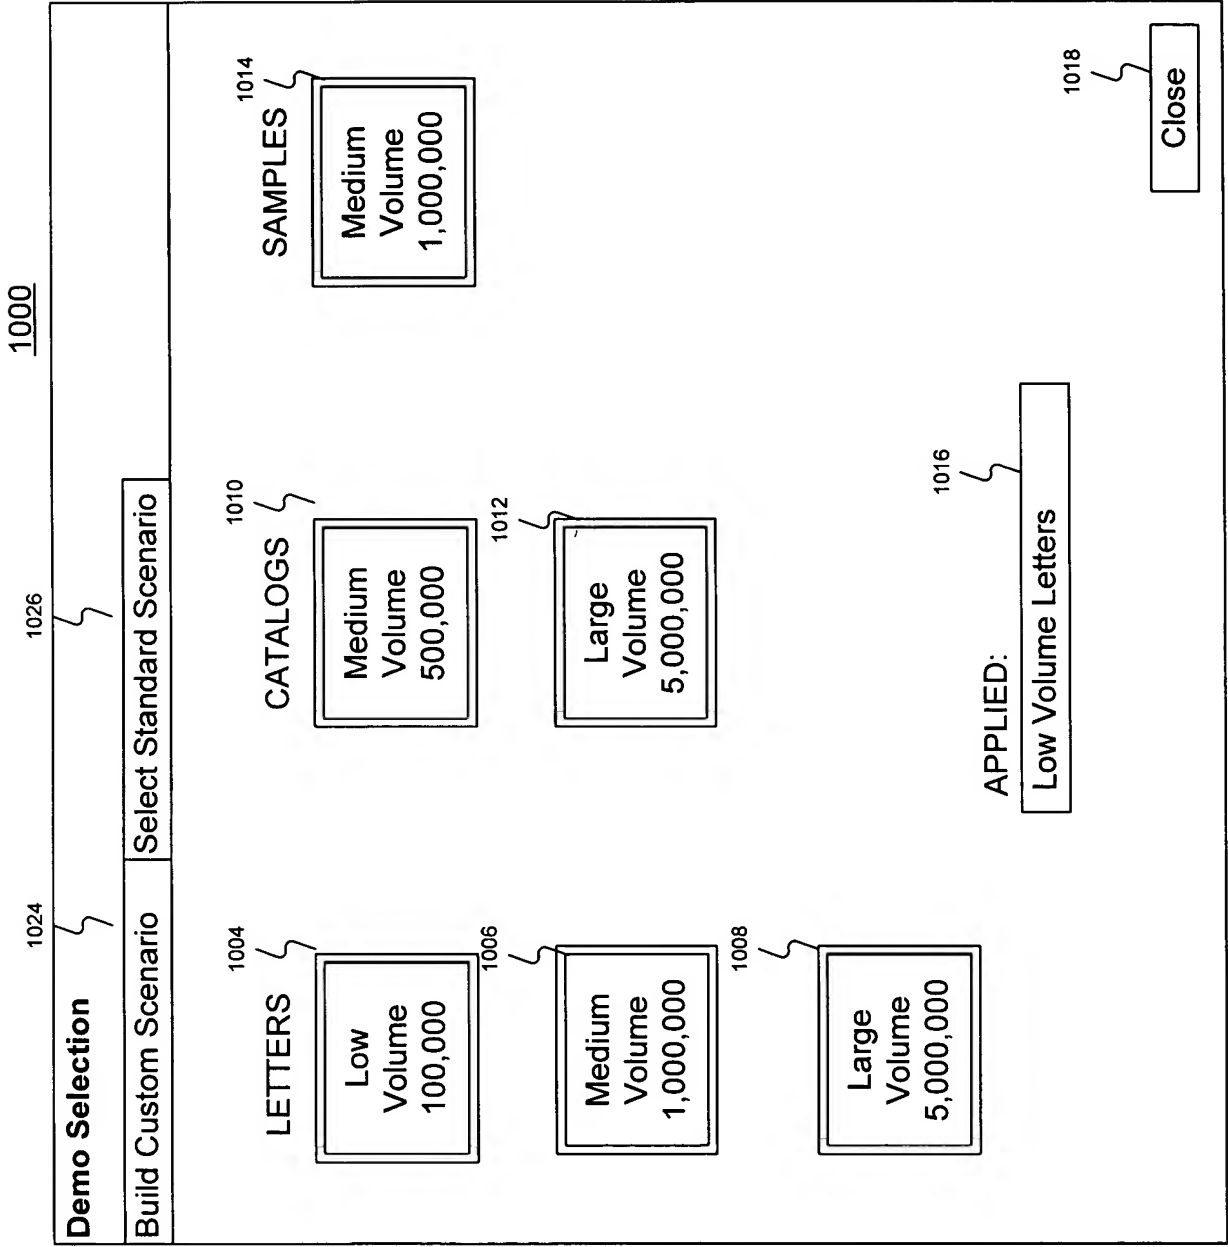 1000
Demo Selection
1024
1026
Build Custom Scenario
Select Standard Scenario
LETTERS
1004
Low
Volume
100,000
1006
Medium
Volume
1,000,000
1008
Large
Volume
5,000,000
CATALOGS
1010
Medium
Volume
500,000
1012
Large
Volume
5,000,000
SAMPLES
1014
Medium
Volume
1,000,000
APPLIED:
1016
Low Volume Letters
1018
Close